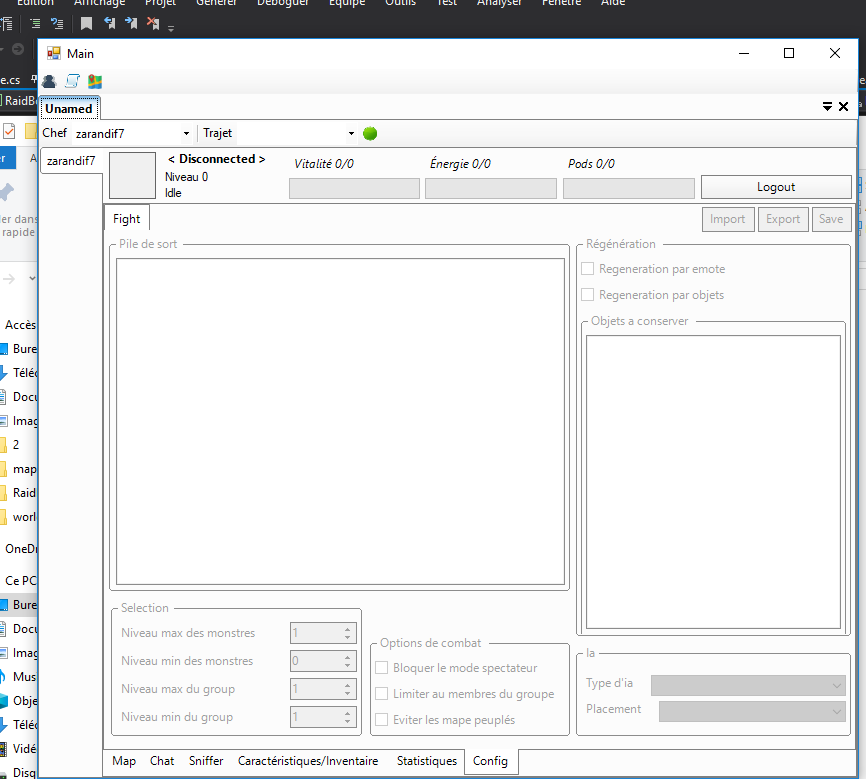 Edition Affichage Projet Générer Déboguer Equipe Outils Test Analyser Fenêtre Aide
Main
e.cs
Unamed
Chef zarandif7 Trajet
zarandif7
< Disconnected >
Niveau 0
Idle
Vitalité 0/0
Énergie 0/0
Pods 0/0
Logout
Fight
Import Export Save
Pile de sort
Régénération
Regeneration par emote
Regeneration par objets
Objets a conserver
Selection
Niveau max des monstres 1
Niveau min des monstres 0
Niveau max du group 1
Niveau min du group 1
Options de combat
Bloquer le mode spectateur
Limiter au membres du groupe
Eviter les mape peuplés
Ia
Type d'ia
Placement
Map Chat Sniffer Caractéristiques/Inventaire Statistiques Config
RaidB
ler dans
rapide
Accès
Bure
Téléc
Docu
Imag
2
map
Raid
worl
OneDr
Ce PC
Bure
Docu
Imag
Mus
Obje
Téléc
Vidé
Disq